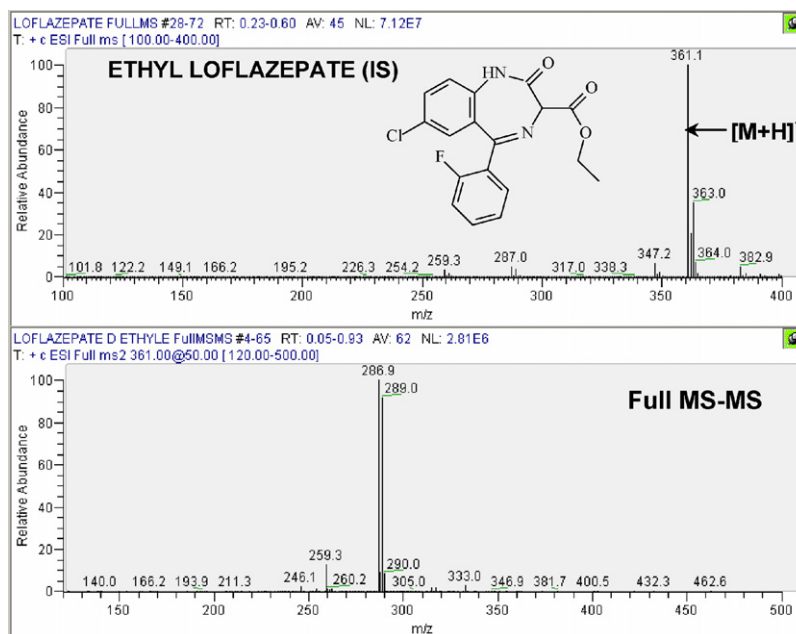 LOFLAZEPATE FULLMS #28-72 RT: 0.23-0.60 AV: 45 NL: 7.12E7
T: + c ESI Full ms [ 100.00-400.00]
ETHYL LOFLAZEPATE (IS)
HN
O
O
O
N
Cl
F
361.1
[M+H]
363.0
364.0
382.9
347.2
338.3
317.0
287.0
259.3
254.2
226.3
195.2
166.2
149.1
122.2
101.8
Relative Abundance
100
80
60
40
20
0
100 150 200 250 300 350 400
m/z
LOFLAZEPATE D ETHYLE FullMSMS #4-65 RT: 0.05-0.93 AV: 62 NL: 2.81E6
T: + c ESI Full ms2 361.00@50.00 [ 120.00-500.00]
Full MS-MS
286.9
289.0
259.3
290.0
246.1
260.2
305.0
333.0
346.9
381.7
400.5
432.3
462.6
140.0
166.2
193.9
211.3
Relative Abundance
100
80
60
40
20
0
150 200 250 300 350 400 450 500
m/z